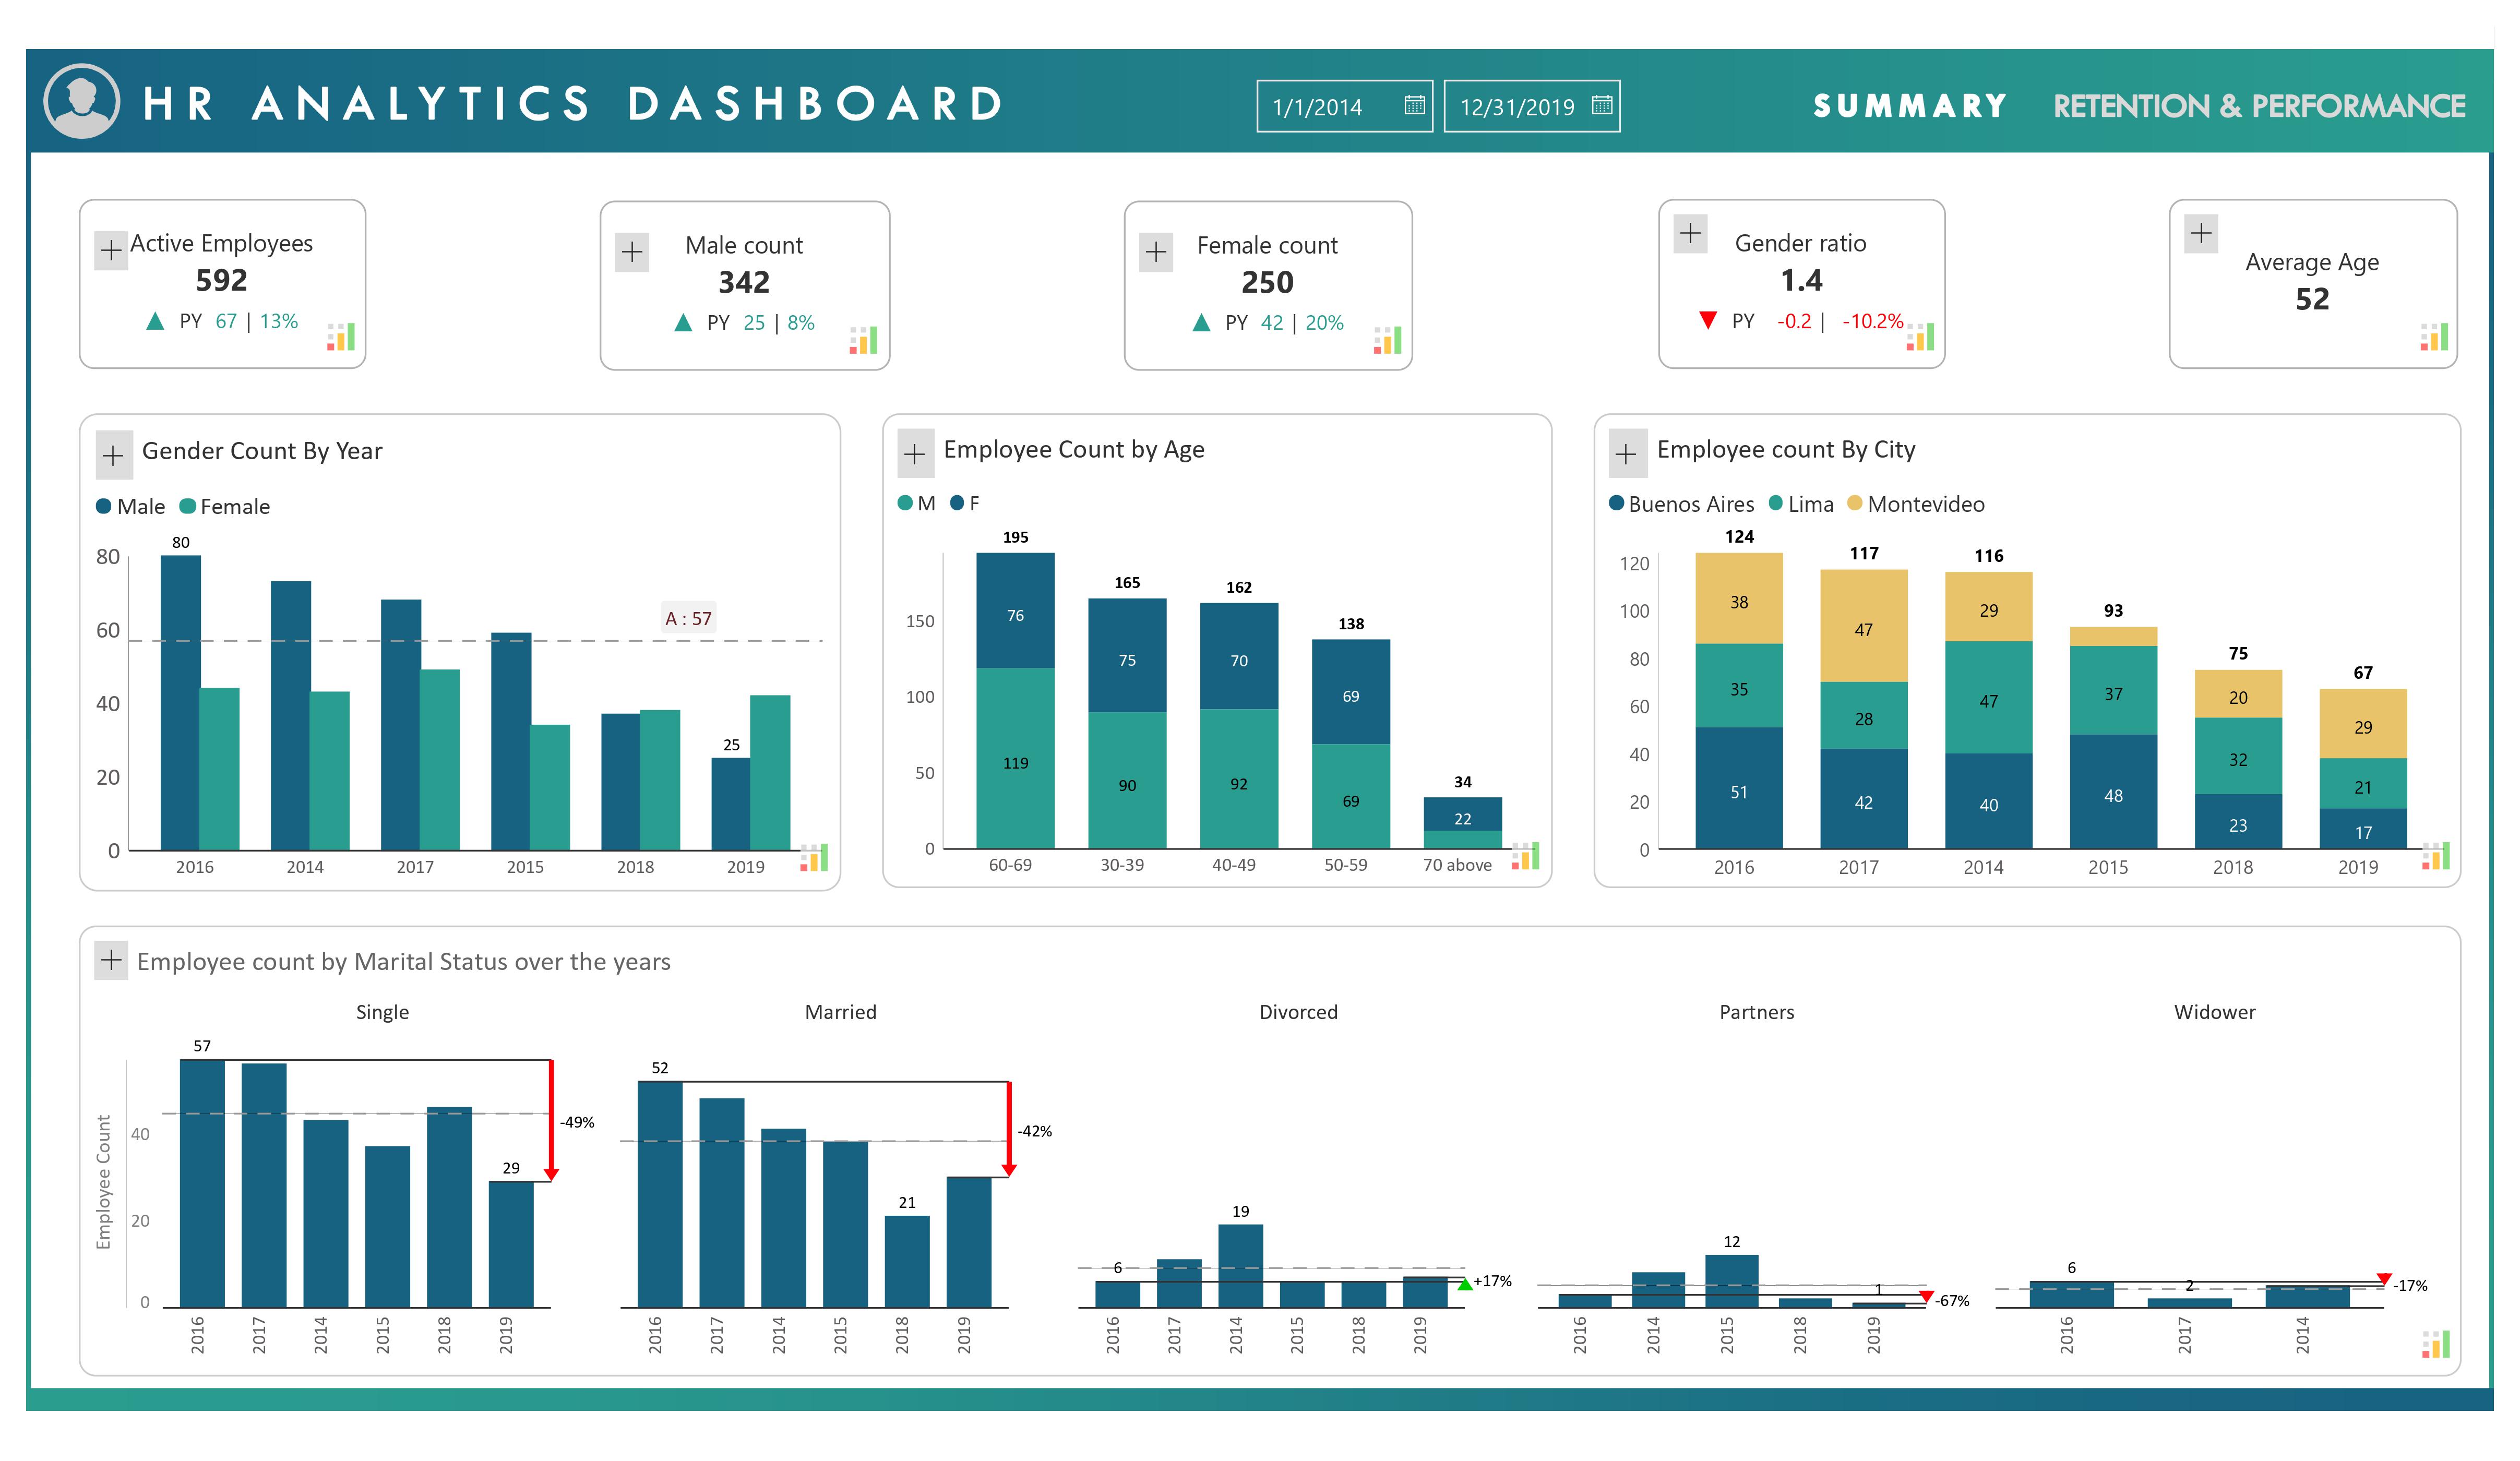 HR ANALYTICS DASHBOARD
1/1/2014
12/31/2019
SUMMARY
RETENTION & PERFORMANCE
Active Employees
592
▲ PY 67 | 13%
Male count
342
▲ PY 25 | 8%
Female count
250
▲ PY 42 | 20%
Gender ratio
1.4
▼ PY -0.2 | -10.2%
Average Age
52
Gender Count By Year
Male Female
80
80
60
40
20
0
A : 57
25
2016 2014 2017 2015 2018 2019
Employee Count by Age
M F
150
100
50
0
195
76
119
165
75
90
162
70
92
138
69
69
34
22
60-69 30-39 40-49 50-59 70 above
Employee count By City
Buenos Aires Lima Montevideo
120
100
80
60
40
20
0
124
38
35
51
117
47
28
42
116
29
47
40
93
37
48
75
20
32
23
67
29
21
17
2016 2017 2014 2015 2018 2019
Employee count by Marital Status over the years
Employee Count
40
20
0
Single
57
29
-49%
2016 2017 2014 2015 2018 2019
Married
52
21
-42%
2016 2017 2014 2015 2018 2019
Divorced
6
19
+17%
2016 2017 2014 2015 2018 2019
Partners
12
1
-67%
2016 2014 2015 2018 2019
Widower
6
2
-17%
2016 2017 2014